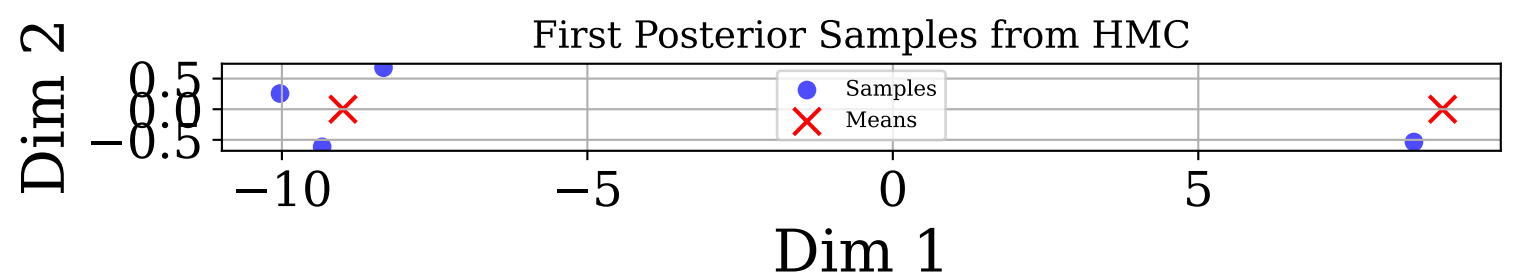 First Posterior Samples from HMC
Dim 2
0.5
0.0
−0.5
Samples
Means
−10
−5
0
5
Dim 1